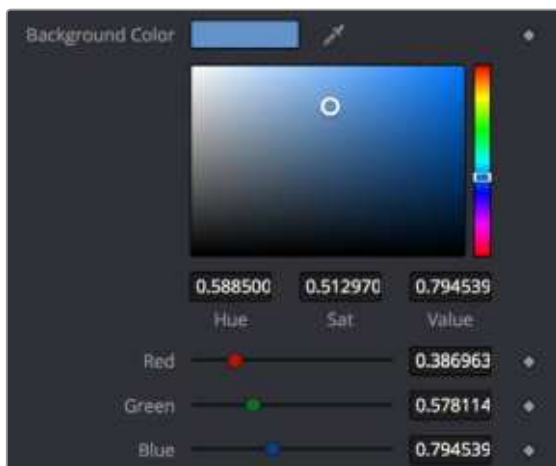 Background Color
0.588500 0.512970 0.794539
Hue Sat Value
Red 0.386963
Green 0.578114
Blue 0.794539